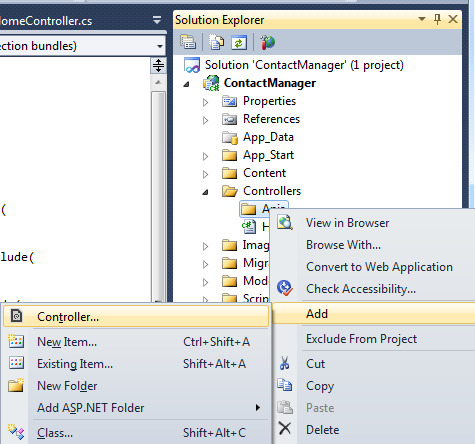 omeController.cs
Solution Explorer
ection bundles)
Solution 'ContactManager' (1 project)
ContactManager
Properties
References
App_Data
App_Start
Content
Controllers
(
Apis
H
View in Browser
Imag
Browse With...
lude(
Migra
Convert to Web Application
Mod
Check Accessibility...
Scrip
Controller...
Add
New Item... Ctrl+Shift+A
Exclude From Project
Existing Item... Shift+Alt+A
Cut
New Folder
Copy
Add ASP.NET Folder
Paste
Class... Shift+Alt+C
Delete